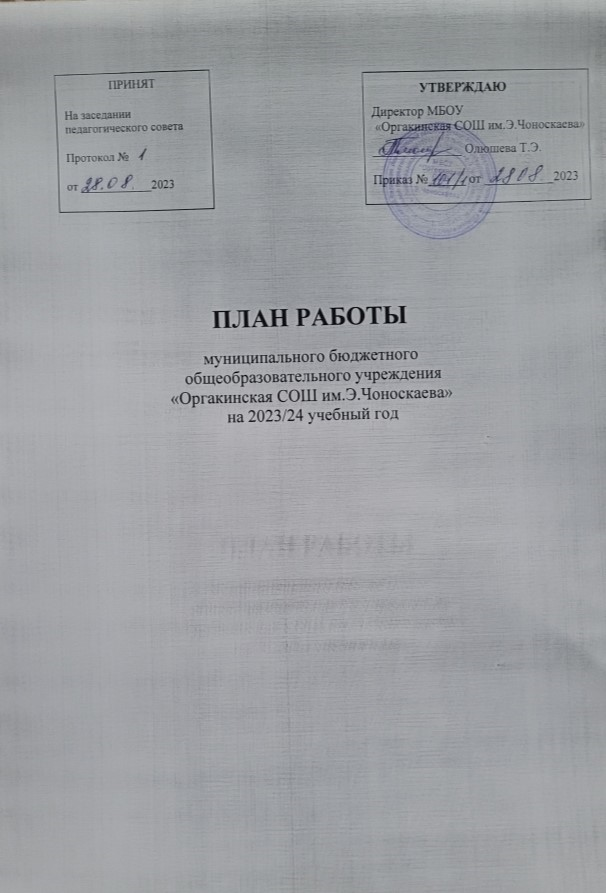 ПРИНЯТ
На заседании
педагогического совета
Протокол № 1
от 28.08. 2023
УТВЕРЖДАЮ
Директор МБОУ
«Оргакинская СОШ им.Э.Чоноскаева»
Олюшева Т.Э.
Приказ № 101/1 от 28 08. 2023
ПЛАН РАБОТЫ
муниципального бюджетного
общеобразовательного учреждения
«Оргакинская СОШ им.Э.Чоноскаева»
на 2023/24 учебный год